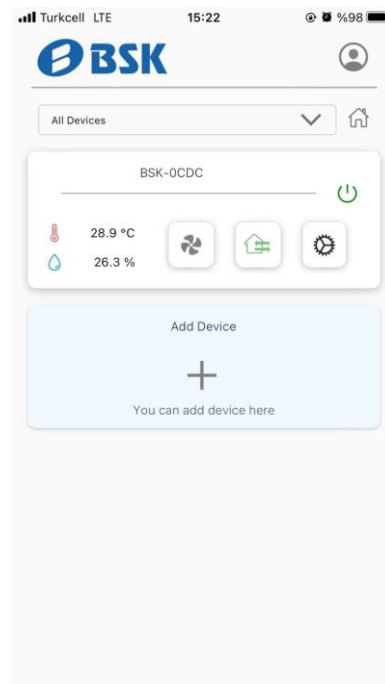 Turkcell LTE 15:22 %98
BSK
All Devices
BSK-0CDC
28.9 °C
26.3 %
Add Device
You can add device here